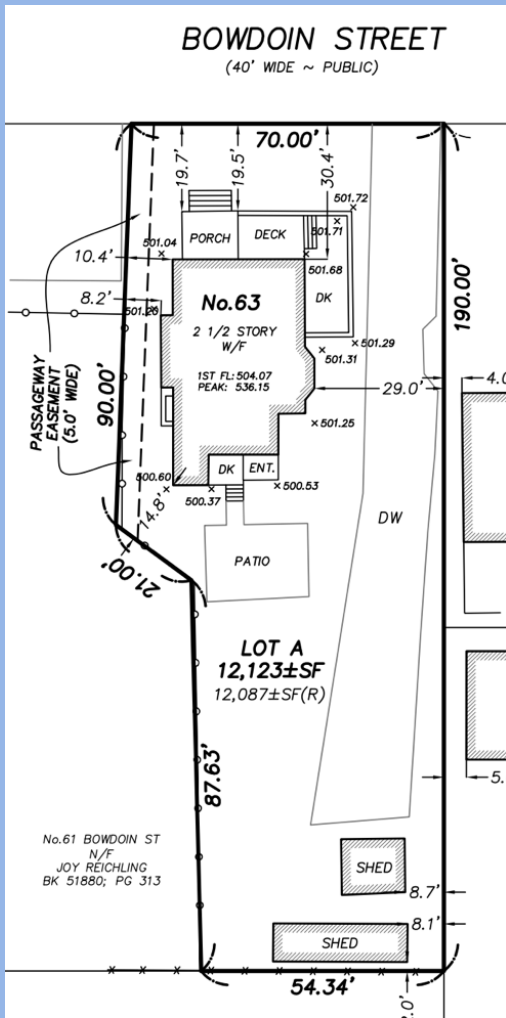 BOWDOIN STREET
(40' WIDE ~ PUBLIC)
70.00'
19.7'
19.5'
30.4'
501.72
501.71
501.04
PORCH
DECK
501.68
10.4'
DK
8.2'
No.63
501.20
2 1/2 STORY
W/F
190.00'
501.29
501.31
1ST FL: 504.07
PEAK: 536.15
29.0'
PASSAGEWAY
EASEMENT
(5.0' WIDE)
90.00'
501.25
DK
ENT.
500.60
500.37
500.53
14.8'
DW
21.00'
PATIO
LOT A
12,123±SF
12,087±SF(R)
87.63'
No.61 BOWDOIN ST
N/F
JOY REICHLING
BK 51880; PG 313
SHED
8.7'
8.1'
SHED
54.34'